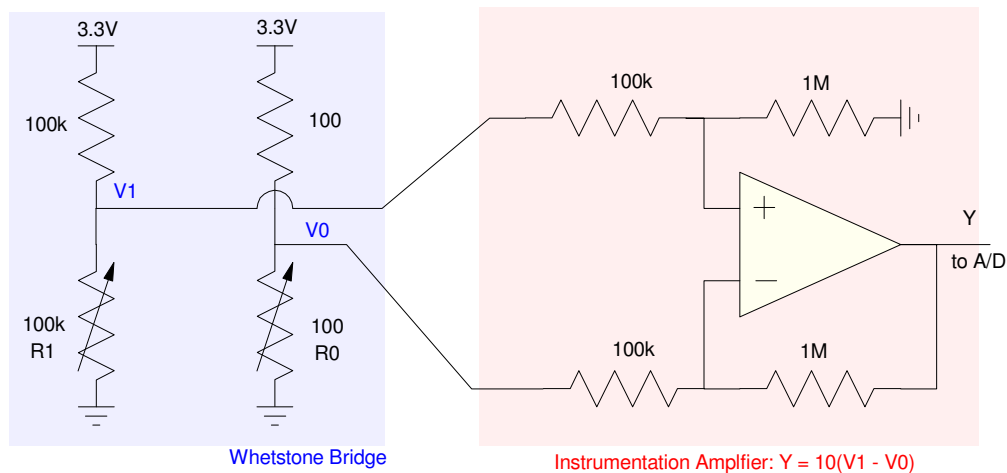 3.3V
3.3V
100k
100
V1
V0
100k
R1
100
R0
Whetstone Bridge
100k
1M
+
−
Y
to A/D
100k
1M
Instrumentation Amplfier: Y = 10(V1 - V0)